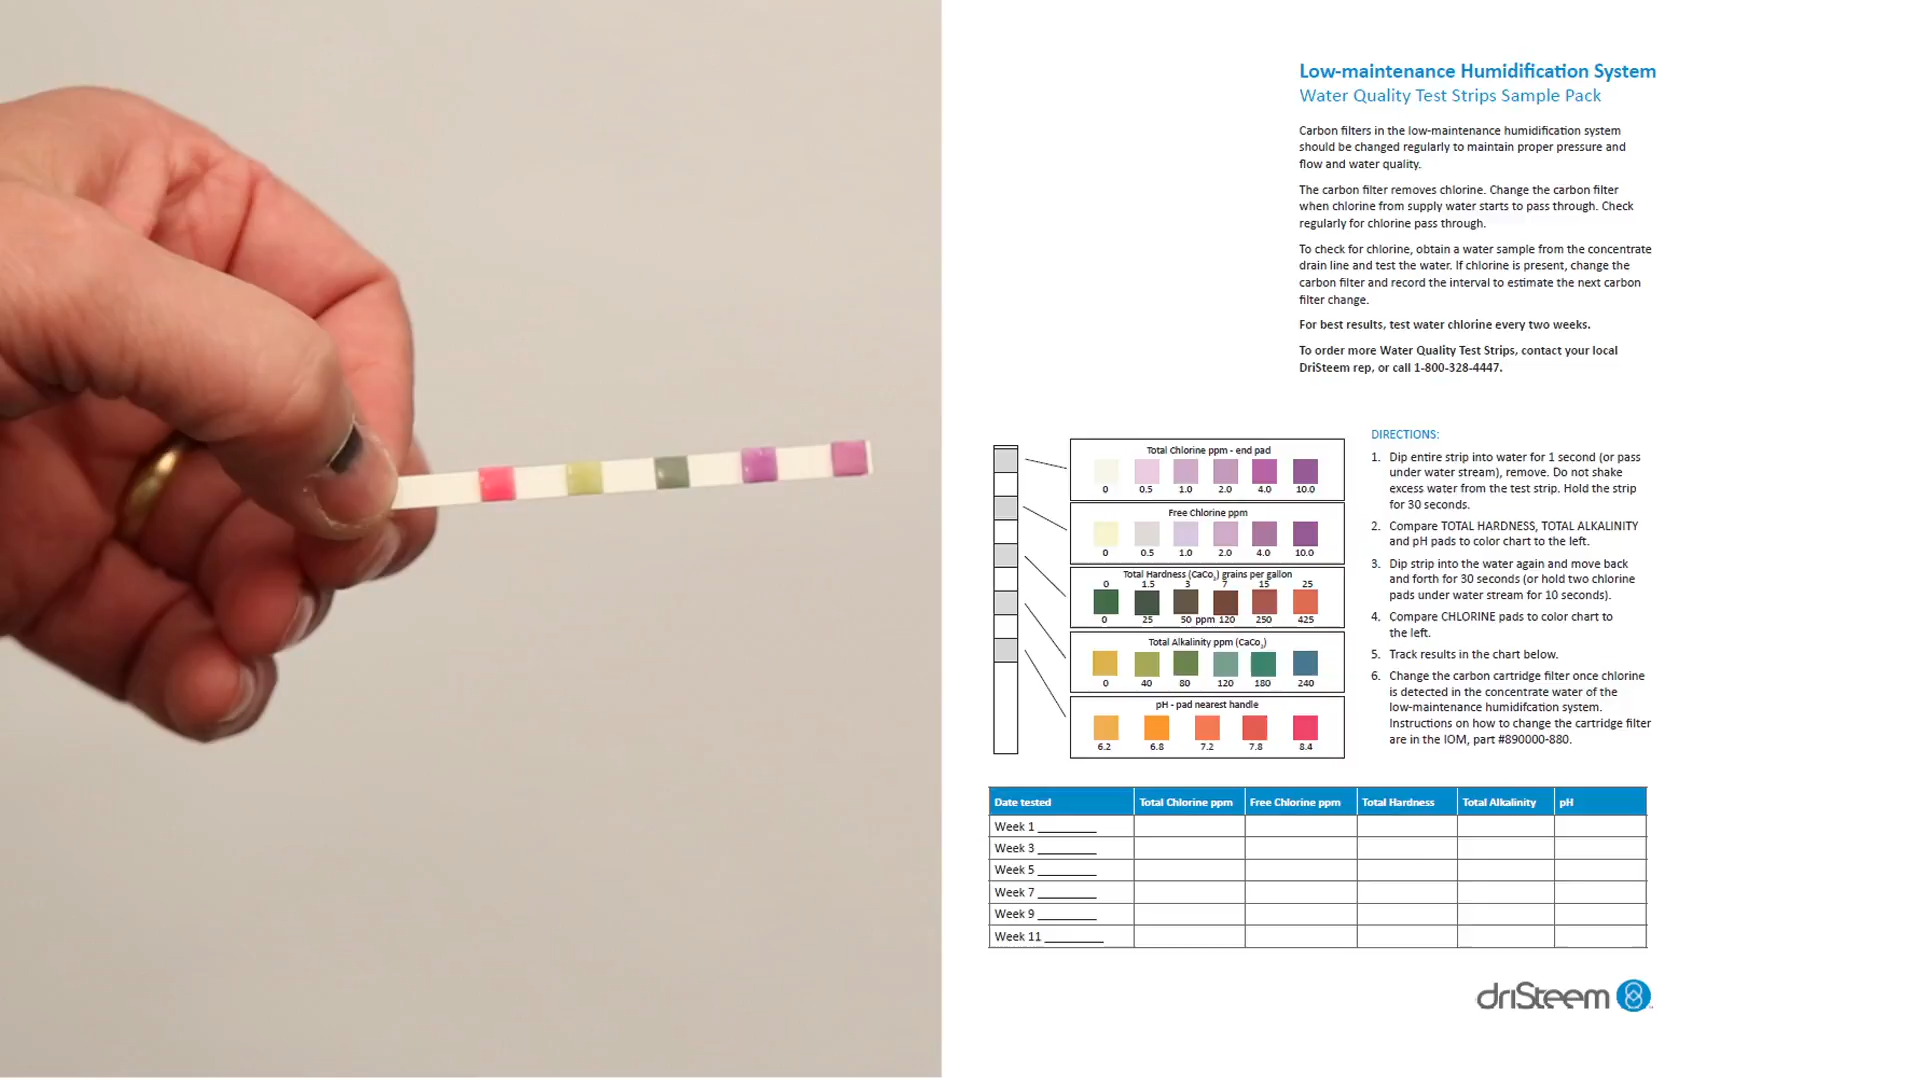 Low-maintenance Humidification System
Water Quality Test Strips Sample Pack
Carbon filters in the low-maintenance humidification system
should be changed regularly to maintain proper pressure and
flow and water quality.
The carbon filter removes chlorine. Change the carbon filter
when chlorine from supply water starts to pass through. Check
regularly for chlorine pass through.
To check for chlorine, obtain a water sample from the concentrate
drain line and test the water. If chlorine is present, change the
carbon filter and record the interval to estimate the next carbon
filter change.
For best results, test water chlorine every two weeks.
To order more Water Quality Test Strips, contact your local
DriSteem rep, or call 1-800-328-4447.
Total Chlorine ppm - end pad
0 0.5 1.0 2.0 4.0 10.0
Free Chlorine ppm
0 0.5 1.0 2.0 4.0 10.0
Total Hardness (CaCo3) grains per gallon
0 1.5 3 7 15 25
0 25 50 ppm 120 250 425
Total Alkalinity ppm (CaCo3)
0 40 80 120 180 240
pH - pad nearest handle
6.2 6.8 7.2 7.8 8.4
DIRECTIONS:
1. Dip entire strip into water for 1 second (or pass
under water stream), remove. Do not shake
excess water from the test strip. Hold the strip
for 30 seconds.
2. Compare TOTAL HARDNESS, TOTAL ALKALINITY
and pH pads to color chart to the left.
3. Dip strip into the water again and move back
and forth for 30 seconds (or hold two chlorine
pads under water stream for 10 seconds).
4. Compare CHLORINE pads to color chart to
the left.
5. Track results in the chart below.
6. Change the carbon cartridge filter once chlorine
is detected in the concentrate water of the
low-maintenance humidifcation system.
Instructions on how to change the cartridge filter
are in the IOM, part #890000-880.
Date tested Total Chlorine ppm Free Chlorine ppm Total Hardness Total Alkalinity pH
Week 1 _________
Week 3 _________
Week 5 _________
Week 7 _________
Week 9 _________
Week 11 _________
driSteem